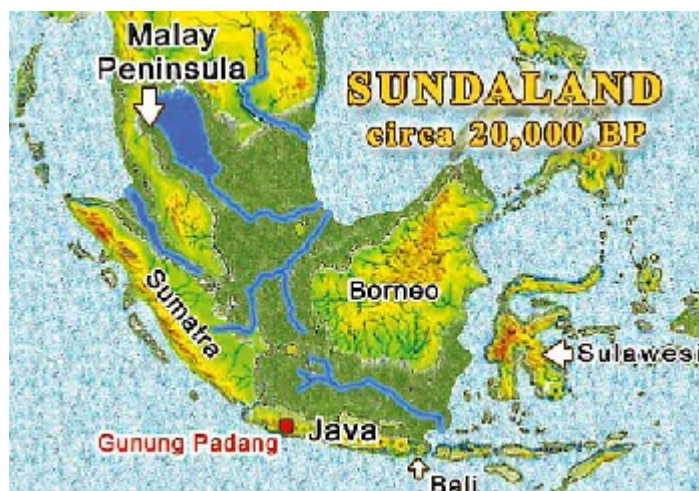 Malay
Peninsula
SUNDALAND
circa 20,000 BP
Sumatra
Borneo
Sulawesi
Gunung Padang
Java
Bali